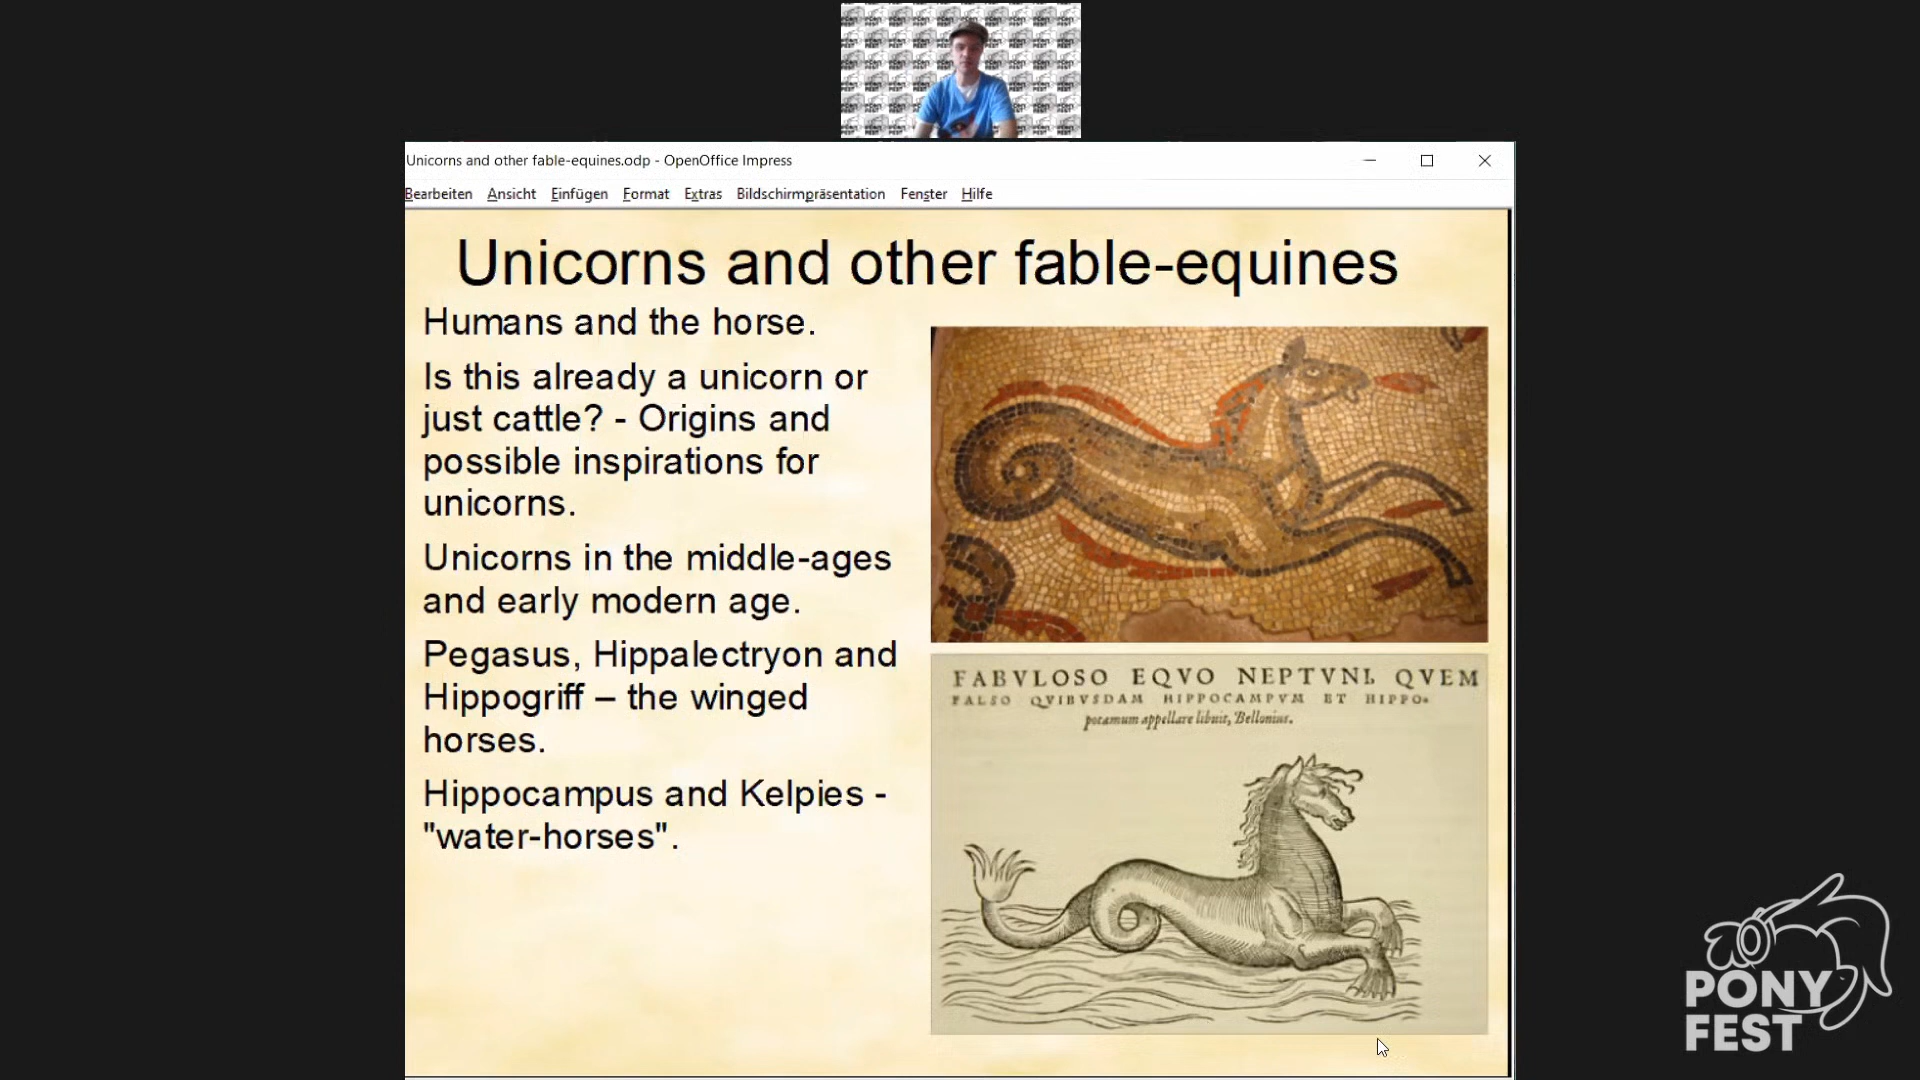 Unicorns and other fable-equines.odp - OpenOffice Impress
Bearbeiten Ansicht Einfügen Format Extras Bildschirmpräsentation Fenster Hilfe
Unicorns and other fable-equines
Humans and the horse.
Is this already a unicorn or
just cattle? - Origins and
possible inspirations for
unicorns.
Unicorns in the middle-ages
and early modern age.
Pegasus, Hippalectryon and
Hippogriff – the winged
horses.
Hippocampus and Kelpies -
"water-horses".
FABVLOSO EQVO NEPTVNI, QVEM
FALSO QVIBVSDAM HIPPOCAMPVM ET HIPPO-
potamum appellare libuit, Bellonius.
PONY
FEST